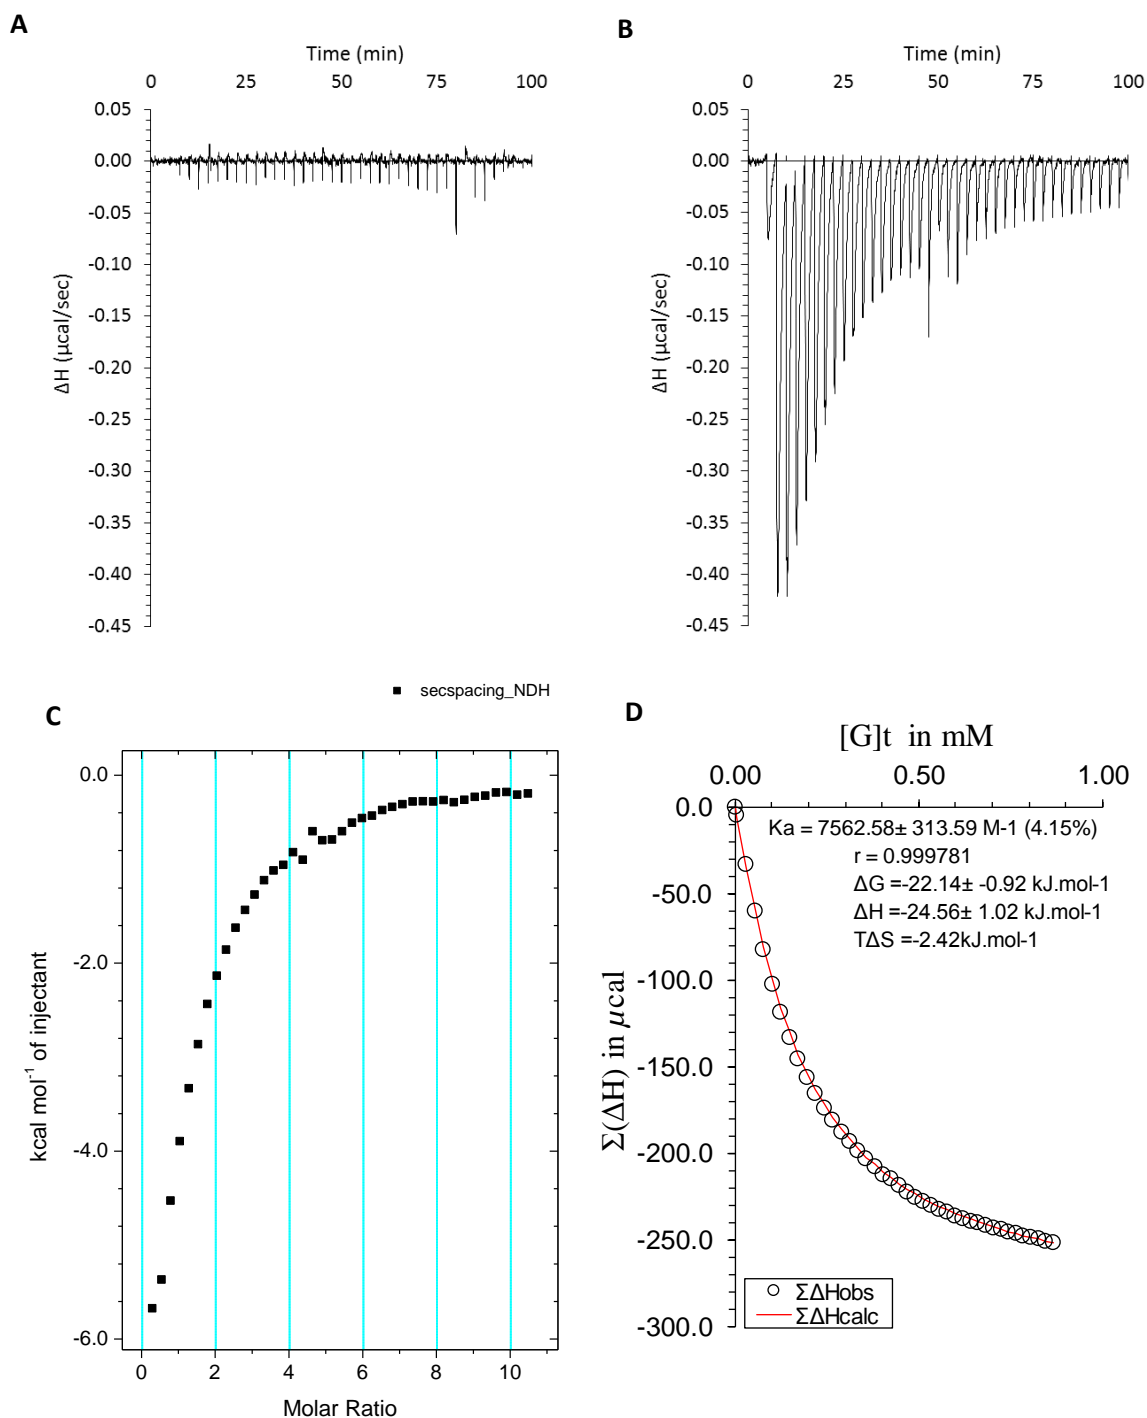 A
Time (min)
0 25 50 75 100
0.05
0.00
-0.05
-0.10
-0.15
-0.20
-0.25
-0.30
-0.35
-0.40
-0.45
ΔH (µcal/sec)
B
Time (min)
0 25 50 75 100
0.05
0.00
-0.05
-0.10
-0.15
-0.20
-0.25
-0.30
-0.35
-0.40
-0.45
ΔH (µcal/sec)
C
secspacing_NDH
0.0
-2.0
-4.0
-6.0
kcal mol⁻¹ of injectant
0 2 4 6 8 10
Molar Ratio
D
[G]t in mM
0.00 0.50 1.00
0.0
-50.0
-100.0
-150.0
-200.0
-250.0
-300.0
Σ(ΔH) in µcal
Ka = 7562.58± 313.59 M-1 (4.15%)
r = 0.999781
ΔG =-22.14± -0.92 kJ.mol-1
ΔH =-24.56± 1.02 kJ.mol-1
TΔS =-2.42kJ.mol-1
ΣΔHobs
ΣΔHcalc